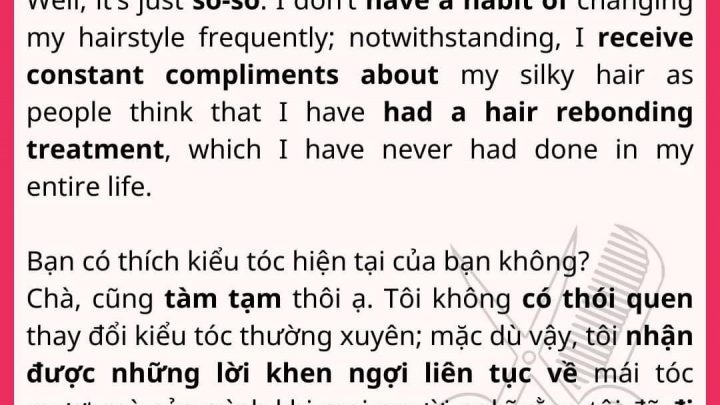 Well, it's just so-so. I don't have a habit of changing
my hairstyle frequently; notwithstanding, I receive
constant compliments about my silky hair as
people think that I have had a hair rebonding
treatment, which I have never had done in my
entire life.
Bạn có thích kiểu tóc hiện tại của bạn không?
Chà, cũng tàm tạm thôi ạ. Tôi không có thói quen
thay đổi kiểu tóc thường xuyên; mặc dù vậy, tôi nhận
được những lời khen ngợi liên tục về mái tóc